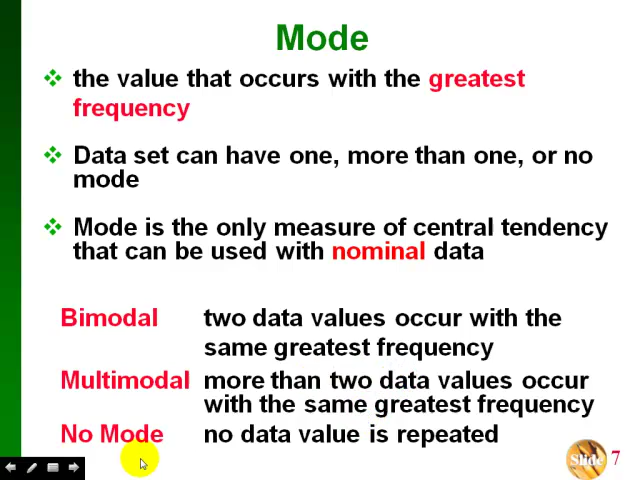 Mode
the value that occurs with the greatest
frequency
Data set can have one, more than one, or no
mode
Mode is the only measure of central tendency
that can be used with nominal data
Bimodal two data values occur with the
same greatest frequency
Multimodal more than two data values occur
with the same greatest frequency
No Mode no data value is repeated
Slide 7